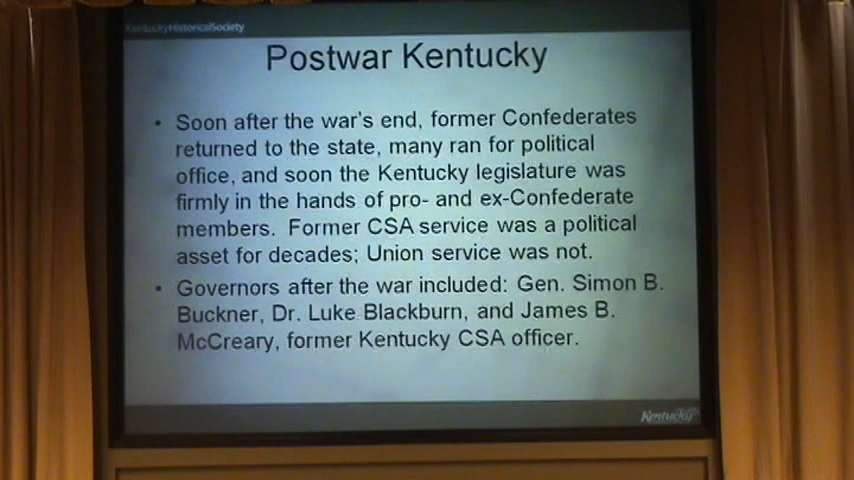 KentuckyHistoricalSociety
Postwar Kentucky
• Soon after the war's end, former Confederates
returned to the state, many ran for political
office, and soon the Kentucky legislature was
firmly in the hands of pro- and ex-Confederate
members. Former CSA service was a political
asset for decades; Union service was not.
• Governors after the war included: Gen. Simon B.
Buckner, Dr. Luke Blackburn, and James B.
McCreary, former Kentucky CSA officer.
Kentucky